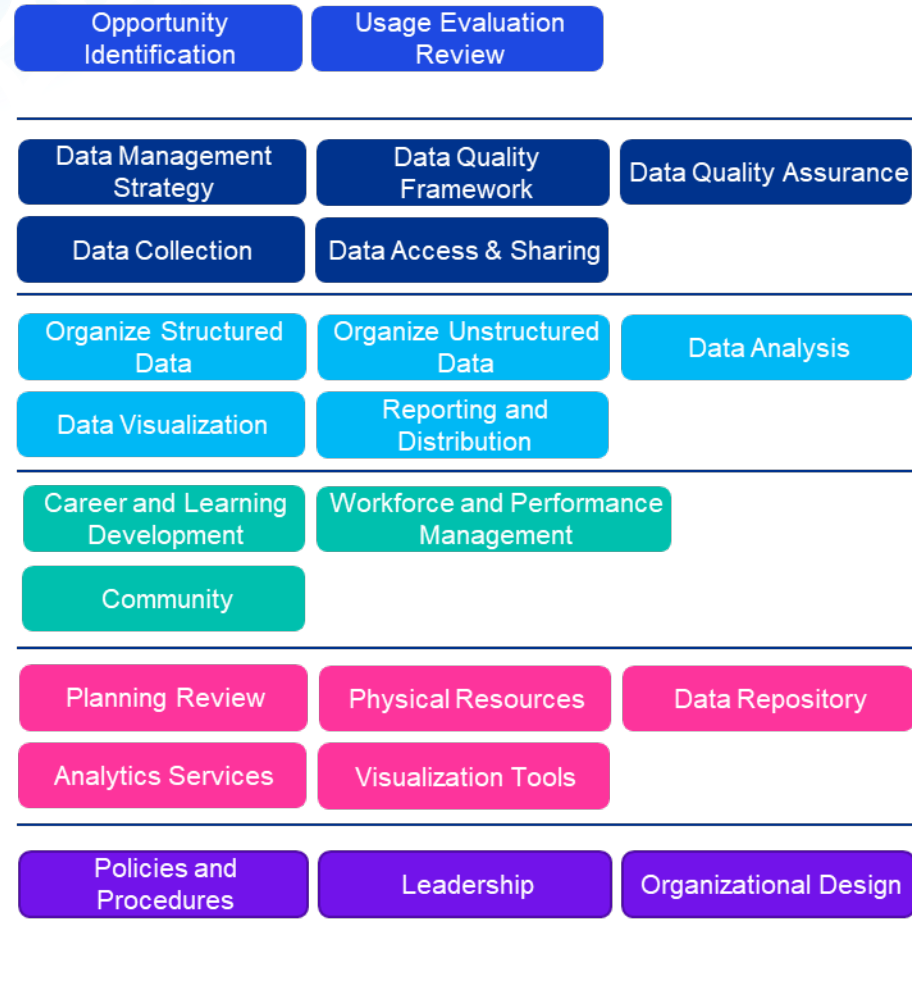 Opportunity
Identification
Usage Evaluation
Review
Data Management
Strategy
Data Quality
Framework
Data Quality Assurance
Data Collection
Data Access & Sharing
Organize Structured
Data
Organize Unstructured
Data
Data Analysis
Data Visualization
Reporting and
Distribution
Career and Learning
Development
Workforce and Performance
Management
Community
Planning Review
Physical Resources
Data Repository
Analytics Services
Visualization Tools
Policies and
Procedures
Leadership
Organizational Design